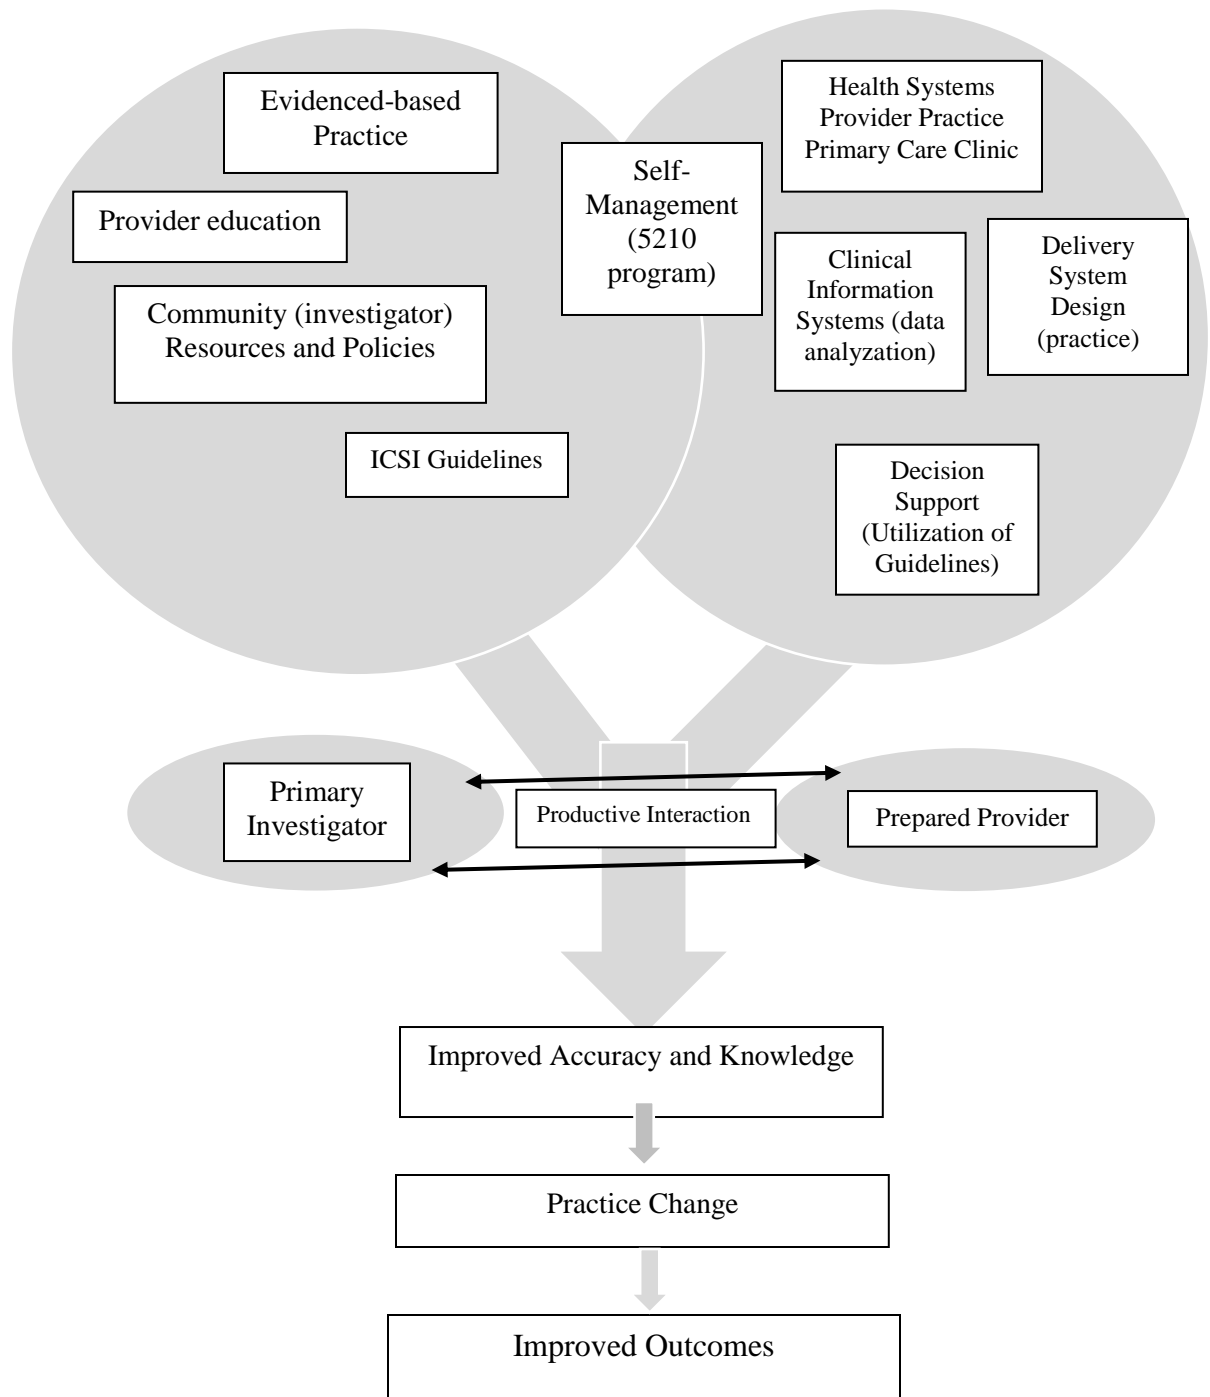 Evidenced-based
Practice
Provider education
Community (investigator)
Resources and Policies
ICSI Guidelines
Self-
Management
(5210
program)
Health Systems
Provider Practice
Primary Care Clinic
Clinical
Information
Systems (data
analyzation)
Delivery
System
Design
(practice)
Decision
Support
(Utilization of
Guidelines)
Primary
Investigator
Productive Interaction
Prepared Provider
Improved Accuracy and Knowledge
Practice Change
Improved Outcomes